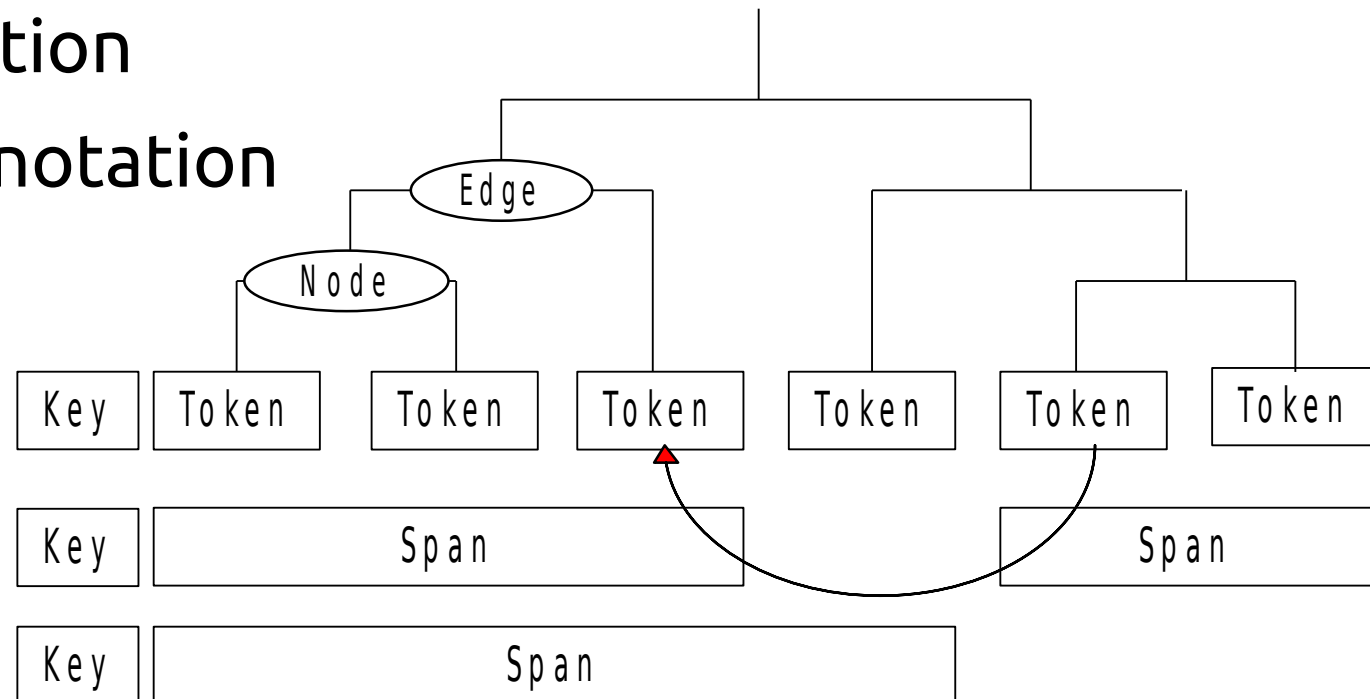 tion
notation
Edge
Node
Key Token Token Token Token Token Token
Key Span Span
Key Span